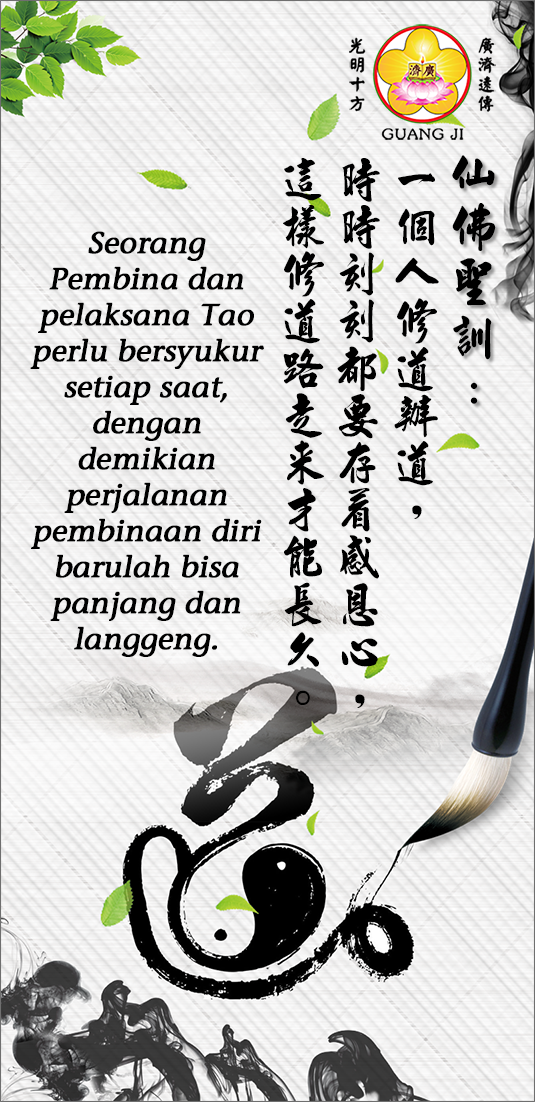 廣濟遠傳
光明十方
廣濟
GUANG JI
仙佛聖訓：
一個人修道辦道，
時時刻刻都要存着感恩心，
這樣修道路走来才能長久。
Seorang
Pembina dan
pelaksana Tao
perlu bersyukur
setiap saat,
dengan
demikian
perjalanan
pembinaan diri
barulah bisa
panjang dan
langgeng.